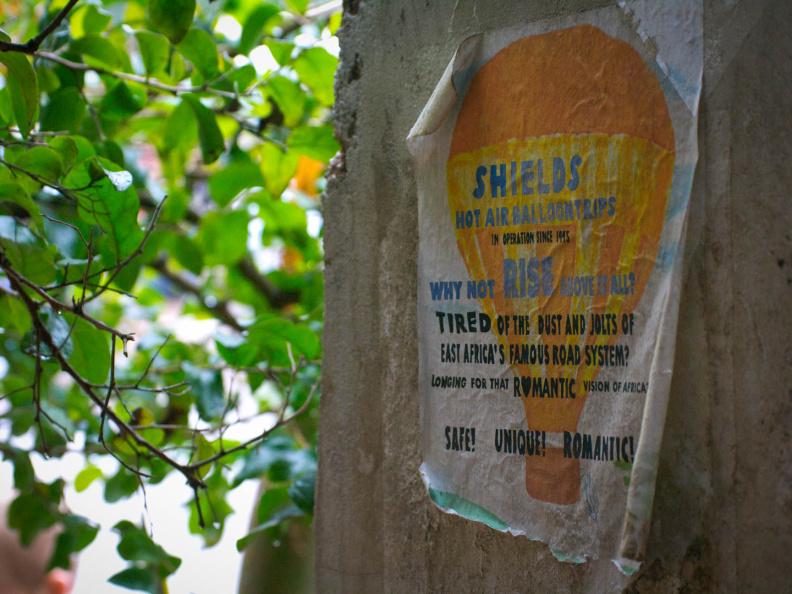 SHIELDS
HOT AIR BALLOON TRIPS
IN OPERATION SINCE 1995
WHY NOT RISE ABOVE IT ALL?
TIRED OF THE DUST AND JOLTS OF
EAST AFRICA'S FAMOUS ROAD SYSTEM?
LONGING FOR THAT ROMANTIC VISION OF AFRICA?
SAFE! UNIQUE! ROMANTIC!